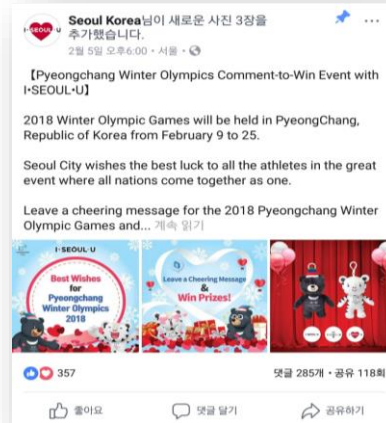 I·SEOUL·U
Seoul Korea님이 새로운 사진 3장을
추가했습니다.
2월 5일 오후6:00 · 서울 ·
【Pyeongchang Winter Olympics Comment-to-Win Event with
I·SEOUL·U】
2018 Winter Olympic Games will be held in PyeongChang,
Republic of Korea from February 9 to 25.
Seoul City wishes the best luck to all the athletes in the great
event where all nations come together as one.
Leave a cheering message for the 2018 Pyeongchang Winter
Olympic Games and... 계속 읽기
I·SEOUL·U
Best Wishes
for
Pyeongchang
Winter Olympics
2018
Leave a Cheering Message
&
Win Prizes!
357
댓글 285개 · 공유 118회
좋아요
댓글 달기
공유하기